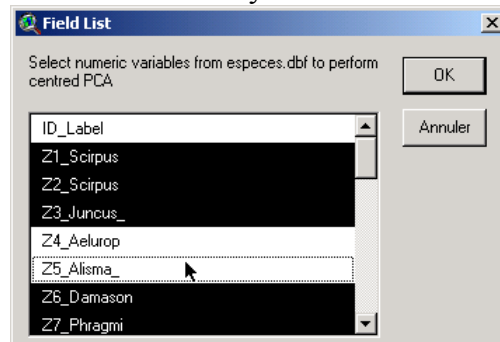 Field List
Select numeric variables from especes.dbf to perform
centred PCA
OK
Annuler
ID_Label
Z1_Scirpus
Z2_Scirpus
Z3_Juncus_
Z4_Aelurop
Z5_Alisma_
Z6_Damason
Z7_Phragmi